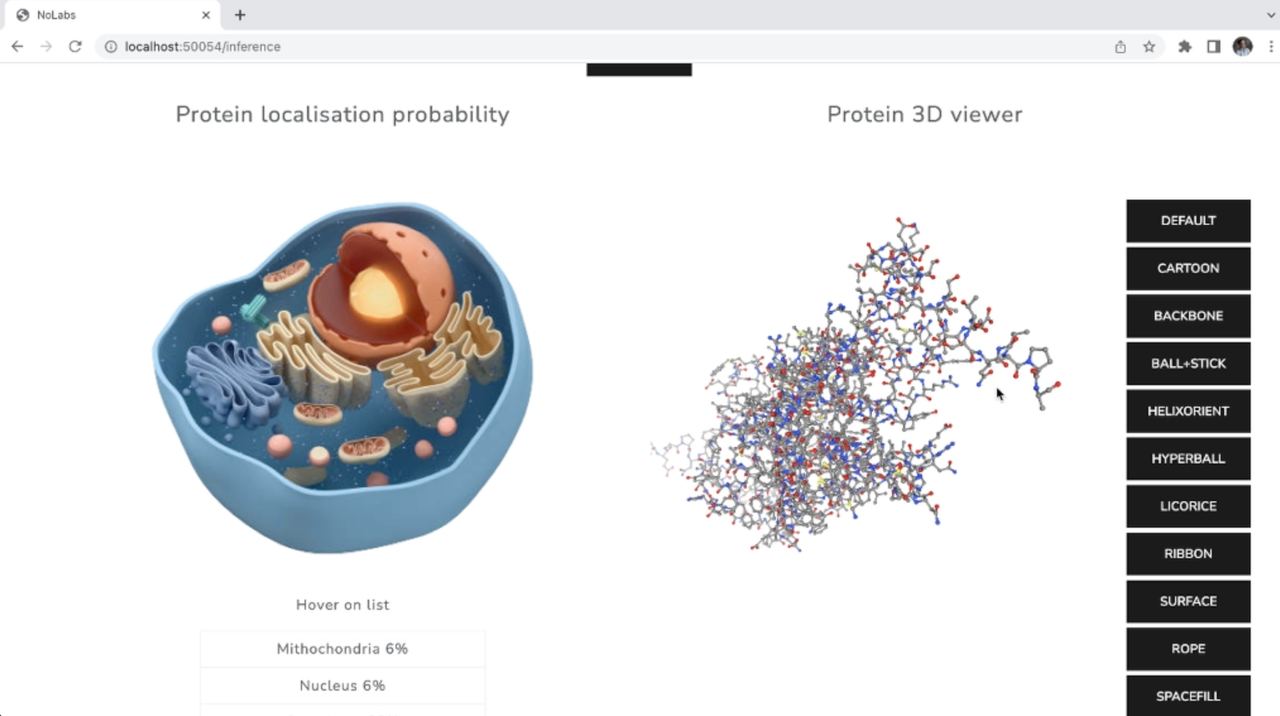 NoLabs
localhost:50054/inference
Protein localisation probability
Protein 3D viewer
DEFAULT
CARTOON
BACKBONE
BALL+STICK
HELIXORIENT
HYPERBALL
LICORICE
RIBBON
SURFACE
ROPE
SPACEFILL
Hover on list
Mithochondria 6%
Nucleus 6%